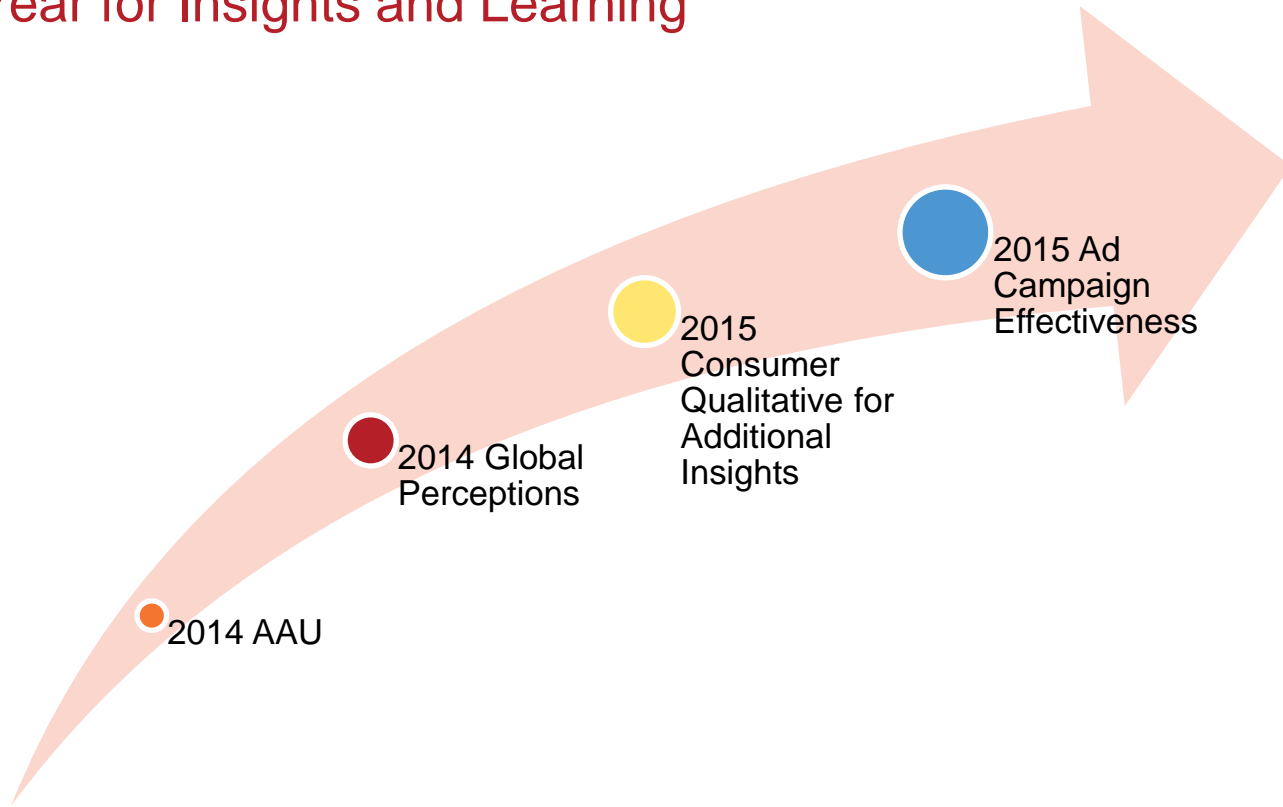 Year for Insights and Learning
2015 Ad
Campaign
Effectiveness
2015
Consumer
Qualitative for
Additional
Insights
2014 Global
Perceptions
2014 AAU